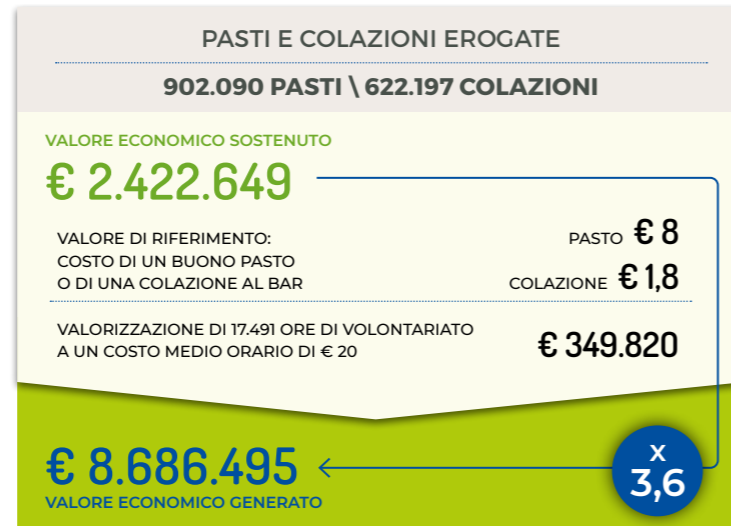 PASTI E COLAZIONI EROGATE
902.090 PASTI \ 622.197 COLAZIONI
VALORE ECONOMICO SOSTENUTO
€ 2.422.649
VALORE DI RIFERIMENTO:
COSTO DI UN BUONO PASTO
O DI UNA COLAZIONE AL BAR
PASTO € 8
COLAZIONE € 1,8
VALORIZZAZIONE DI 17.491 ORE DI VOLONTARIATO
A UN COSTO MEDIO ORARIO DI € 20
€ 349.820
€ 8.686.495
VALORE ECONOMICO GENERATO
X
3,6